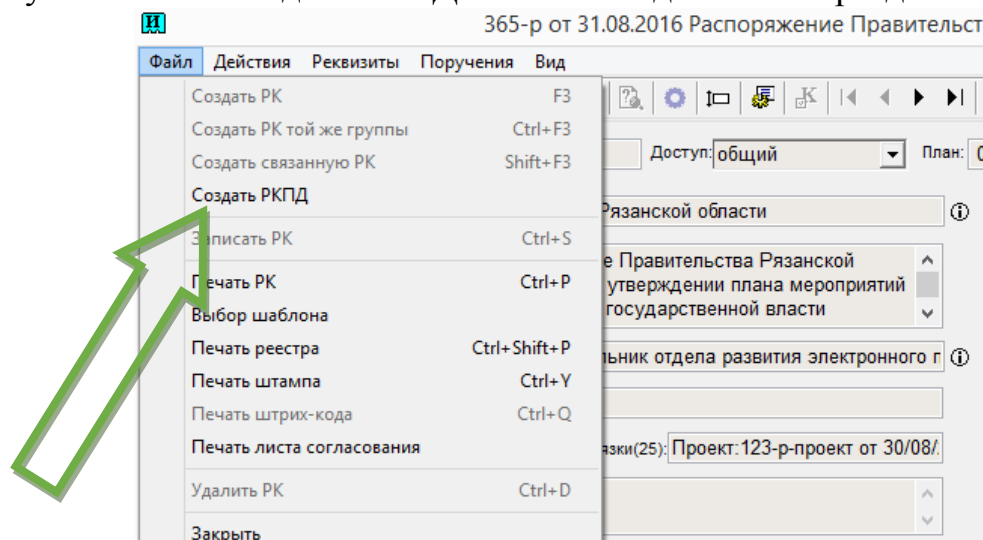 365-р от 31.08.2016 Распоряжение Правительст
Файл Действия Реквизиты Поручения Вид
Создать РК F3
Создать РК той же группы Ctrl+F3
Создать связанную РК Shift+F3
Создать РКПД
Записать РК Ctrl+S
Печать РК Ctrl+P
Выбор шаблона
Печать реестра Ctrl+Shift+P
Печать штампа Ctrl+Y
Печать штрих-кода Ctrl+Q
Печать листа согласования
Удалить РК Ctrl+D
Закрыть
Доступ: общий План:
Рязанской области
е Правительства Рязанской
утверждении плана мероприятий
государственной власти
льник отдела развития электронного п
язки(25): Проект:123-р-проект от 30/08/